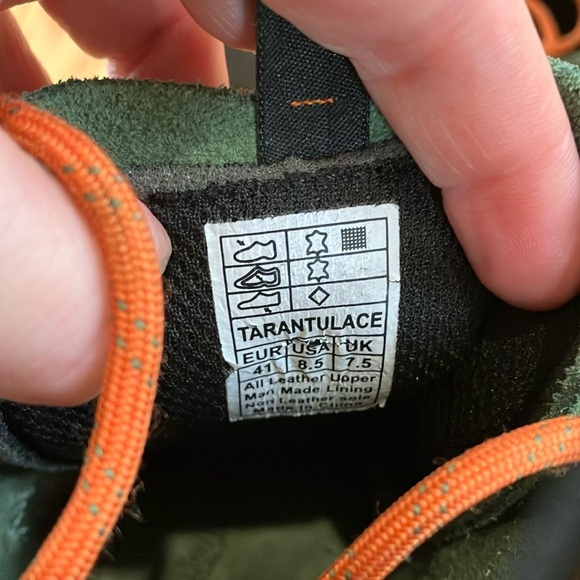 TARANTULACE
EUR USA UK
41 8.5 7.5
All Leather Upper
Man Made Lining
Non Leather sole
Made in China